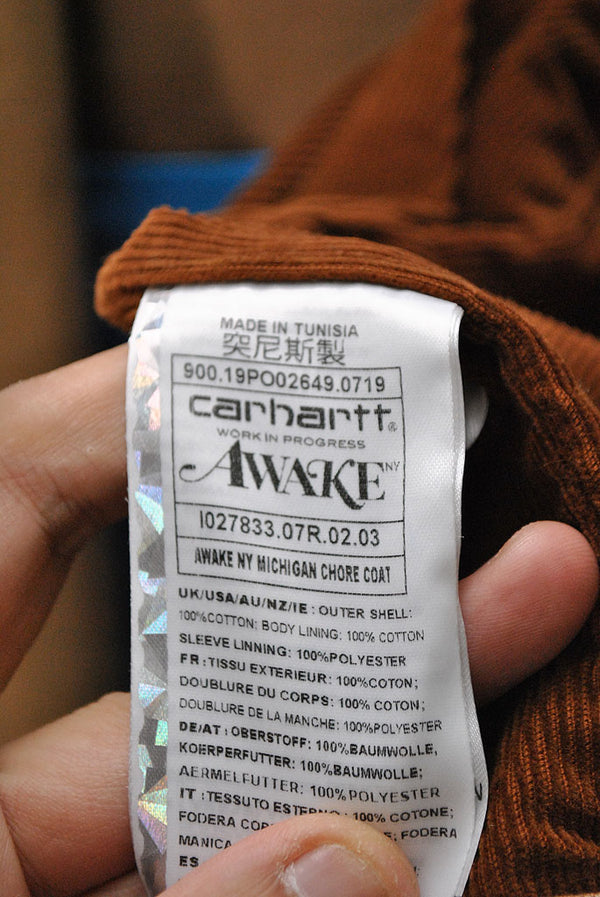 MADE IN TUNISIA
突尼斯製
900.19PO02649.0719
carhartt®
WORK IN PROGRESS
AWAKE NY
I027833.07R.02.03
AWAKE NY MICHIGAN CHORE COAT
UK/USA/AU/NZ/IE : OUTER SHELL:
100%COTTON: BODY LINING: 100% COTTON
SLEEVE LINNING: 100%POLYESTER
FR :TISSU EXTERIEUR: 100%COTON;
DOUBLURE DU CORPS: 100% COTON;
DOUBLURE DE LA MANCHE: 100%POLYESTER
DE/AT : OBERSTOFF: 100%BAUMWOLLE,
KOERPERFUTTER: 100%BAUMWOLLE;
AERMELFUTTER: 100%POLYESTER
IT :TESSUTO ESTERNO 100% COTONE;
FODERA COR E; FODERA
MANICA
ES